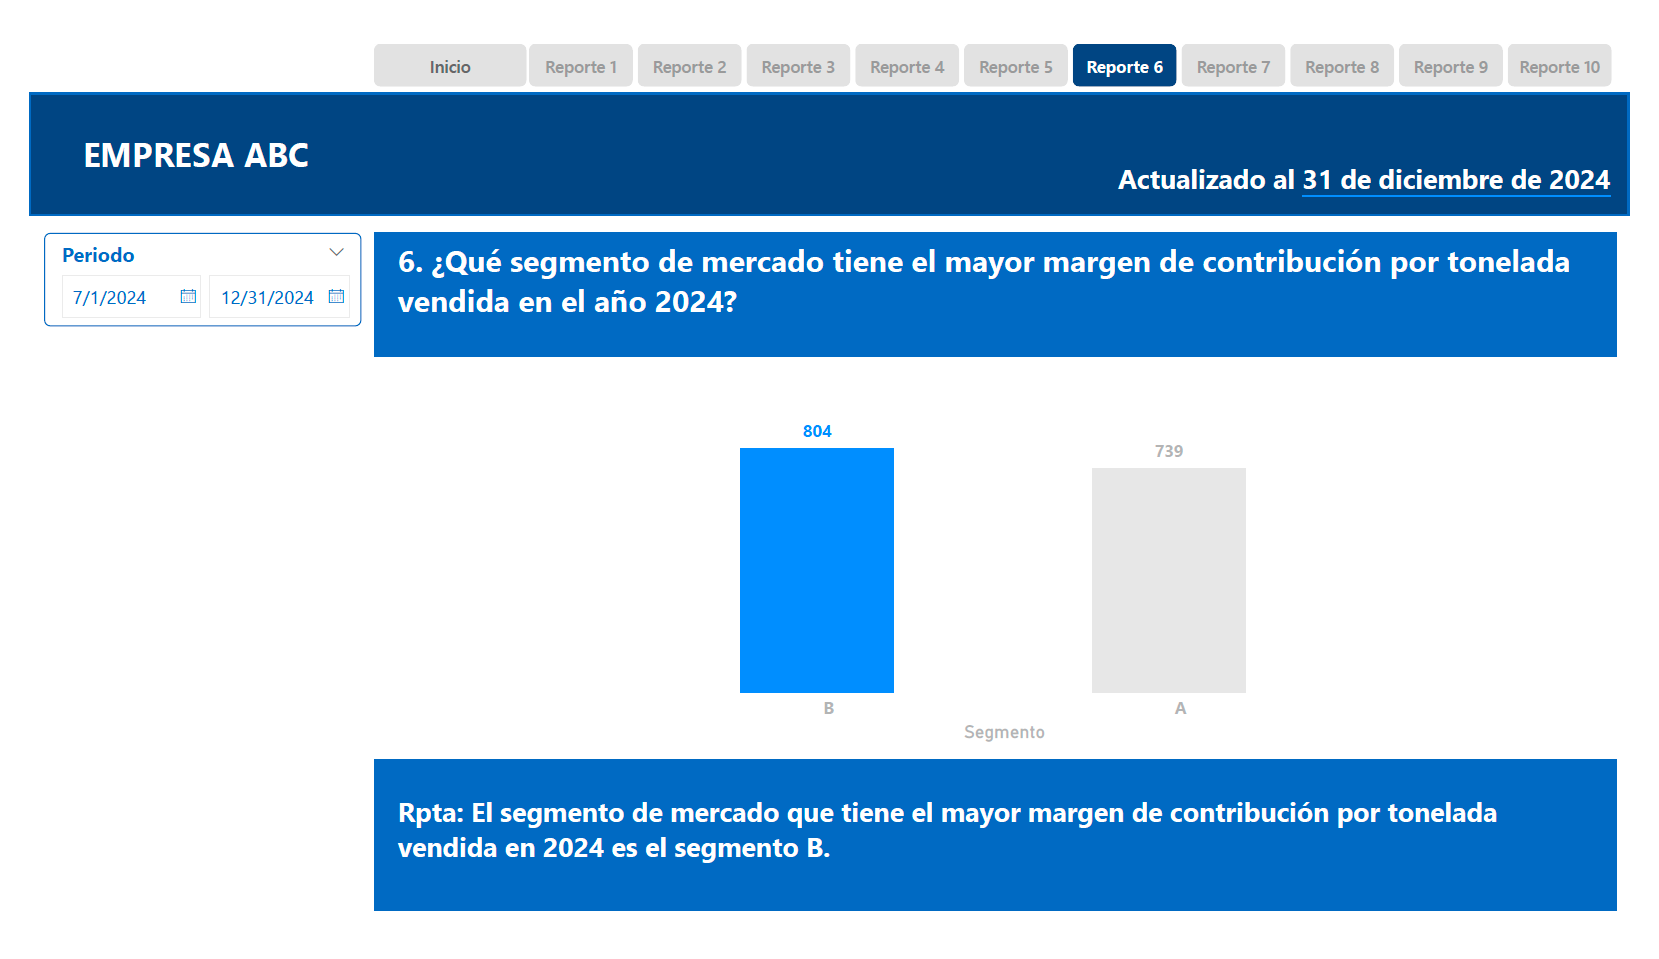 Inicio Reporte 1 Reporte 2 Reporte 3 Reporte 4 Reporte 5 Reporte 6 Reporte 7 Reporte 8 Reporte 9 Reporte 10
EMPRESA ABC
Actualizado al 31 de diciembre de 2024
Periodo
7/1/2024 12/31/2024
6. ¿Qué segmento de mercado tiene el mayor margen de contribución por tonelada
vendida en el año 2024?
804
739
B A
Segmento
Rpta: El segmento de mercado que tiene el mayor margen de contribución por tonelada
vendida en 2024 es el segmento B.